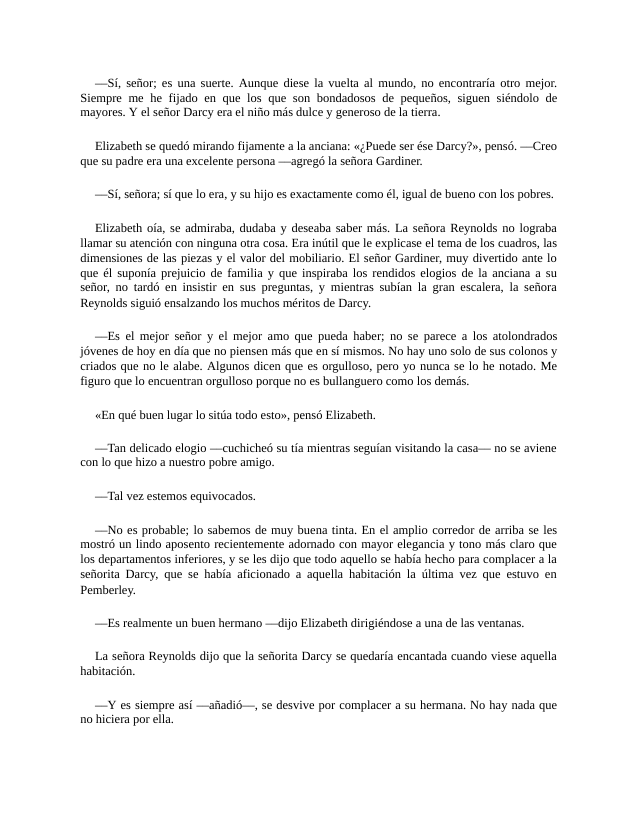 —Sí, señor; es una suerte. Aunque diese la vuelta al mundo, no encontraría otro mejor.
Siempre me he fijado en que los que son bondadosos de pequeños, siguen siéndolo de
mayores. Y el señor Darcy era el niño más dulce y generoso de la tierra.
Elizabeth se quedó mirando fijamente a la anciana: «¿Puede ser ése Darcy?», pensó. —Creo
que su padre era una excelente persona —agregó la señora Gardiner.
—Sí, señora; sí que lo era, y su hijo es exactamente como él, igual de bueno con los pobres.
Elizabeth oía, se admiraba, dudaba y deseaba saber más. La señora Reynolds no lograba
llamar su atención con ninguna otra cosa. Era inútil que le explicase el tema de los cuadros, las
dimensiones de las piezas y el valor del mobiliario. El señor Gardiner, muy divertido ante lo
que él suponía prejuicio de familia y que inspiraba los rendidos elogios de la anciana a su
señor, no tardó en insistir en sus preguntas, y mientras subían la gran escalera, la señora
Reynolds siguió ensalzando los muchos méritos de Darcy.
—Es el mejor señor y el mejor amo que pueda haber; no se parece a los atolondrados
jóvenes de hoy en día que no piensen más que en sí mismos. No hay uno solo de sus colonos y
criados que no le alabe. Algunos dicen que es orgulloso, pero yo nunca se lo he notado. Me
figuro que lo encuentran orgulloso porque no es bullanguero como los demás.
«En qué buen lugar lo sitúa todo esto», pensó Elizabeth.
—Tan delicado elogio —cuchicheó su tía mientras seguían visitando la casa— no se aviene
con lo que hizo a nuestro pobre amigo.
—Tal vez estemos equivocados.
—No es probable; lo sabemos de muy buena tinta. En el amplio corredor de arriba se les
mostró un lindo aposento recientemente adornado con mayor elegancia y tono más claro que
los departamentos inferiores, y se les dijo que todo aquello se había hecho para complacer a la
señorita Darcy, que se había aficionado a aquella habitación la última vez que estuvo en
Pemberley.
—Es realmente un buen hermano —dijo Elizabeth dirigiéndose a una de las ventanas.
La señora Reynolds dijo que la señorita Darcy se quedaría encantada cuando viese aquella
habitación.
—Y es siempre así —añadió—, se desvive por complacer a su hermana. No hay nada que
no hiciera por ella.